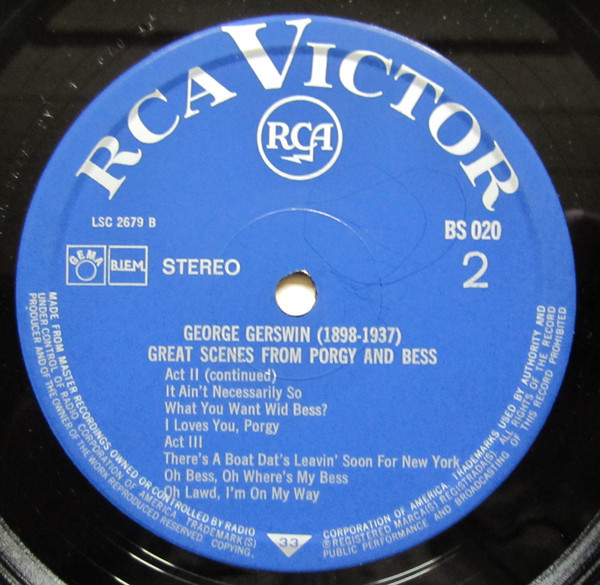 RCA VICTOR
RCA
LSC 2679 B
BS 020
GEMA
B.I.E.M.
STEREO
2
GEORGE GERSWIN (1898-1937)
GREAT SCENES FROM PORGY AND BESS
Act II (continued)
It Ain't Necessarily So
What You Want Wid Bess?
I Loves You, Porgy
Act III
There's A Boat Dat's Leavin' Soon For New York
Oh Bess, Oh Where's My Bess
Oh Lawd, I'm On My Way
MADE FROM MASTER RECORDINGS OWNED OR CONTROLLED BY RADIO
UNDER CONTROL OF RADIO CORPORATION OF AMERICA. TRADEMARK(S)
PRODUCER AND OF THE OWNER OF THE WORK REPRODUCED RESERVED COPYING.
33
CORPORATION OF AMERICA. TRADEMARKS USED BY AUTHORITY AND
® REGISTERED MARCA(S) REGISTRADA(S) ALL RIGHTS OF THE RECORD
PUBLIC PERFORMANCE AND BROADCASTING OF THIS RECORD PROHIBITED